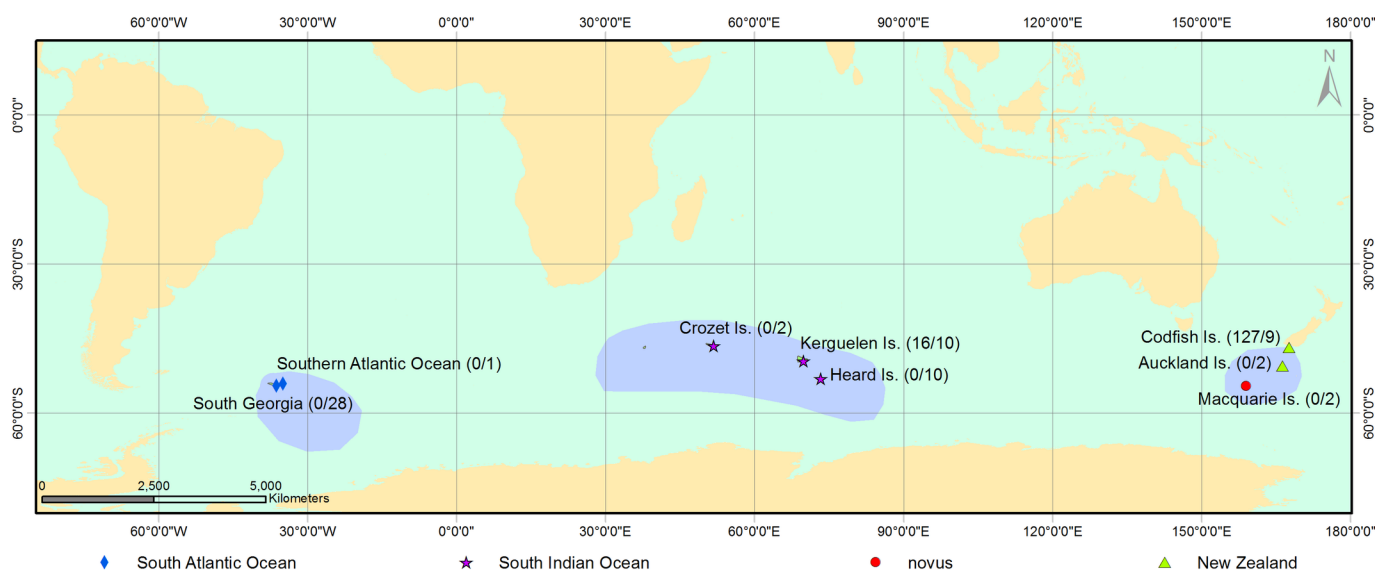 60°0'0"W 30°0'0"W 0°0'0" 30°0'0"E 60°0'0"E 90°0'0"E 120°0'0"E 150°0'0"E 180°0'0"
N
0°0'0" 0°0'0"
30°0'0"S 30°0'0"S
60°0'0"S 60°0'0"S
Crozet Is. (0/2)
Codfish Is. (127/9)
Kerguelen Is. (16/10)
Southern Atlantic Ocean (0/1)
Auckland Is. (0/2)
Heard Is. (0/10)
South Georgia (0/28)
Macquarie Is. (0/2)
0 2,500 5,000
Kilometers
60°0'0"W 30°0'0"W 0°0'0" 30°0'0"E 60°0'0"E 90°0'0"E 120°0'0"E 150°0'0"E 180°0'0"
South Atlantic Ocean South Indian Ocean novus New Zealand